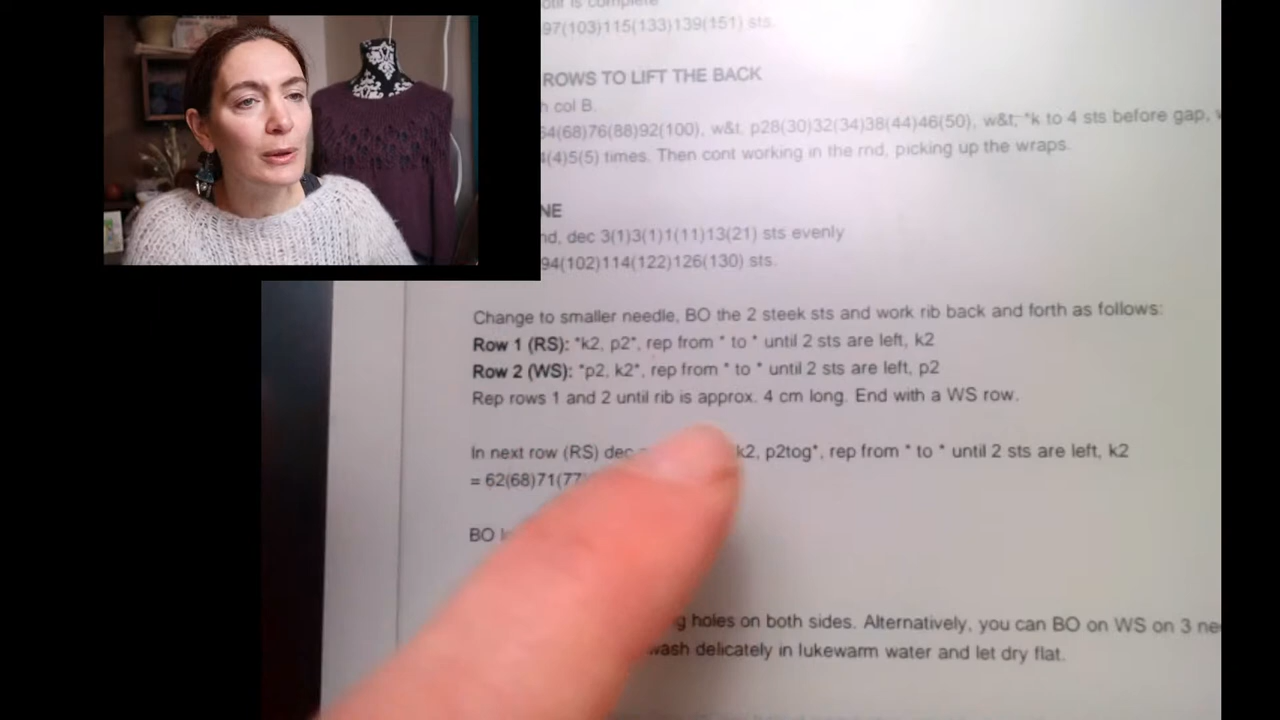 97(103)115(133)139(151) sts.
ROWS TO LIFT THE BACK
h col B.
64(68)76(88)92(100), w&t, p28(30)32(34)38(44)46(50), w&t; *k to 4 sts before gap,
4(4)5(5) times. Then cont working in the rnd, picking up the wraps.
NE
nd, dec 3(1)3(1)1(11)13(21) sts evenly
94(102)114(122)126(130) sts.
Change to smaller needle, BO the 2 steek sts and work rib back and forth as follows:
Row 1 (RS): *k2, p2*, rep from * to * until 2 sts are left, k2
Row 2 (WS): *p2, k2*, rep from * to * until 2 sts are left, p2
Rep rows 1 and 2 until rib is approx. 4 cm long. End with a WS row.
In next row (RS) dec k2, p2tog*, rep from * to * until 2 sts are left, k2
= 62(68)71(77
BO
g holes on both sides. Alternatively, you can BO on WS on 3
wash delicately in lukewarm water and let dry flat.